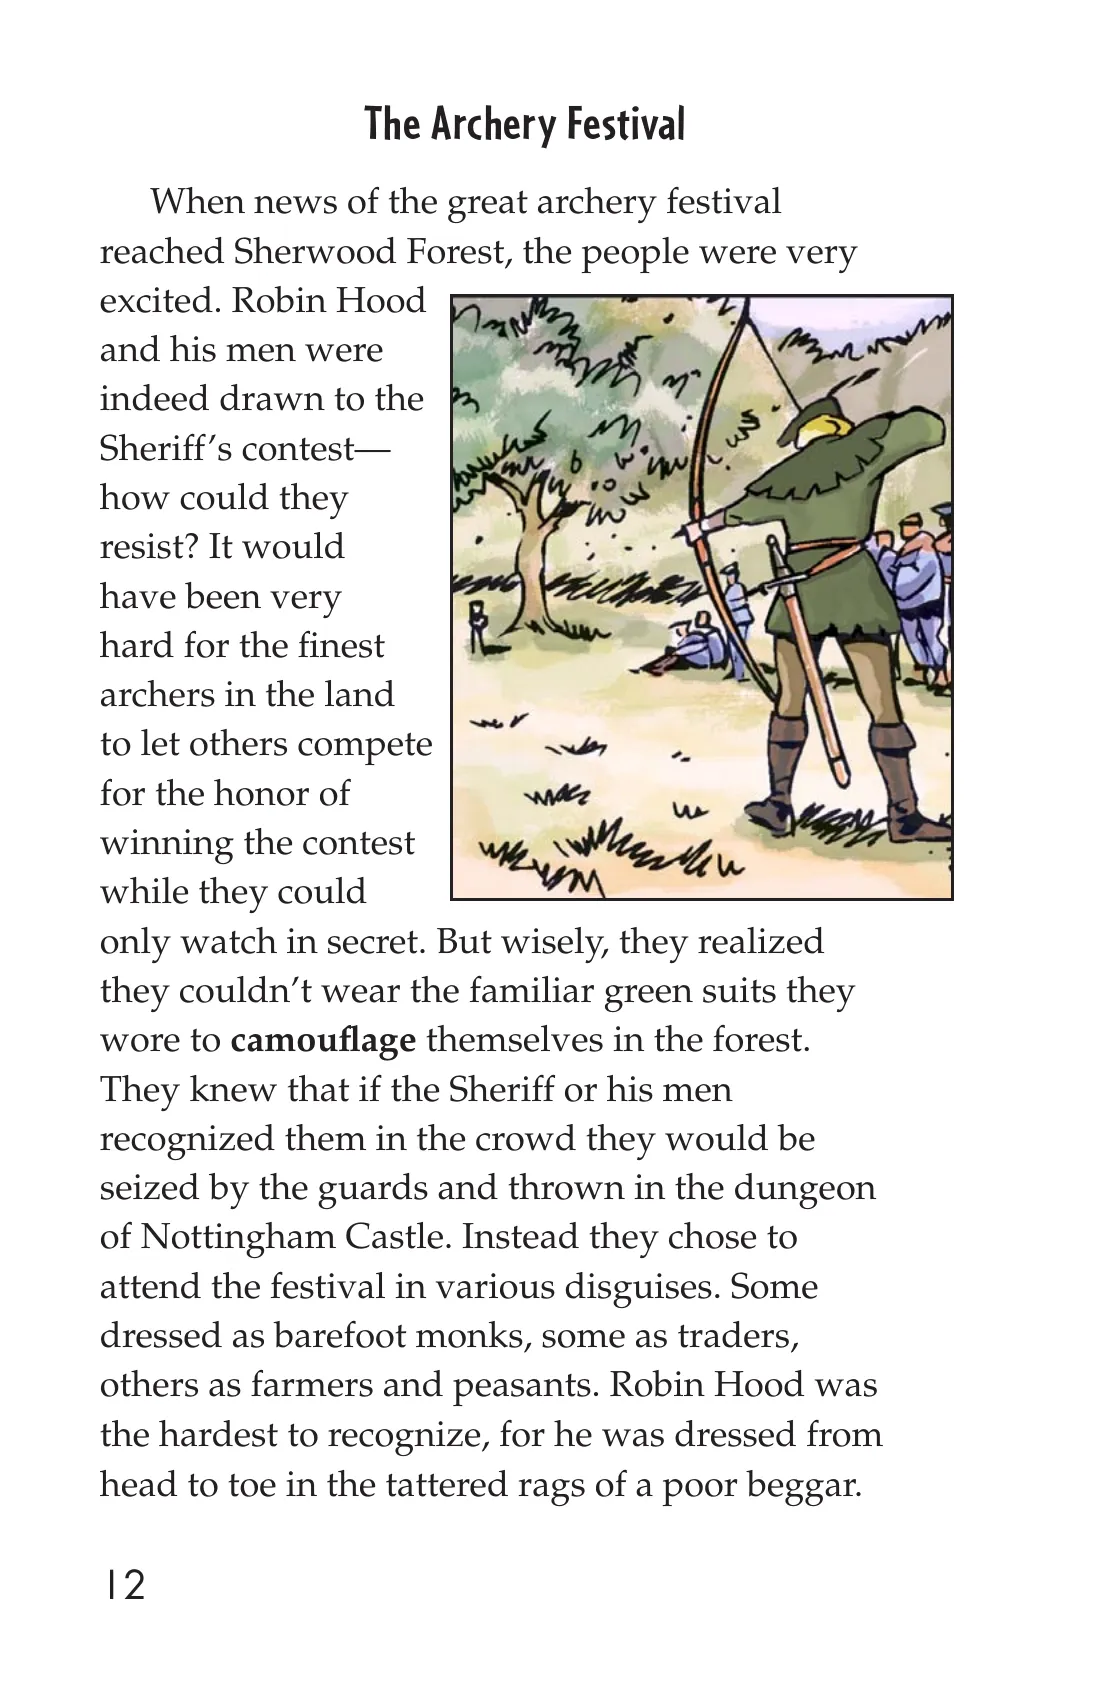 The Archery Festival
When news of the great archery festival
reached Sherwood Forest, the people were very
excited. Robin Hood
and his men were
indeed drawn to the
Sheriff’s contest—
how could they
resist? It would
have been very
hard for the finest
archers in the land
to let others compete
for the honor of
winning the contest
while they could
only watch in secret. But wisely, they realized
they couldn’t wear the familiar green suits they
wore to camouflage themselves in the forest.
They knew that if the Sheriff or his men
recognized them in the crowd they would be
seized by the guards and thrown in the dungeon
of Nottingham Castle. Instead they chose to
attend the festival in various disguises. Some
dressed as barefoot monks, some as traders,
others as farmers and peasants. Robin Hood was
the hardest to recognize, for he was dressed from
head to toe in the tattered rags of a poor beggar.
12